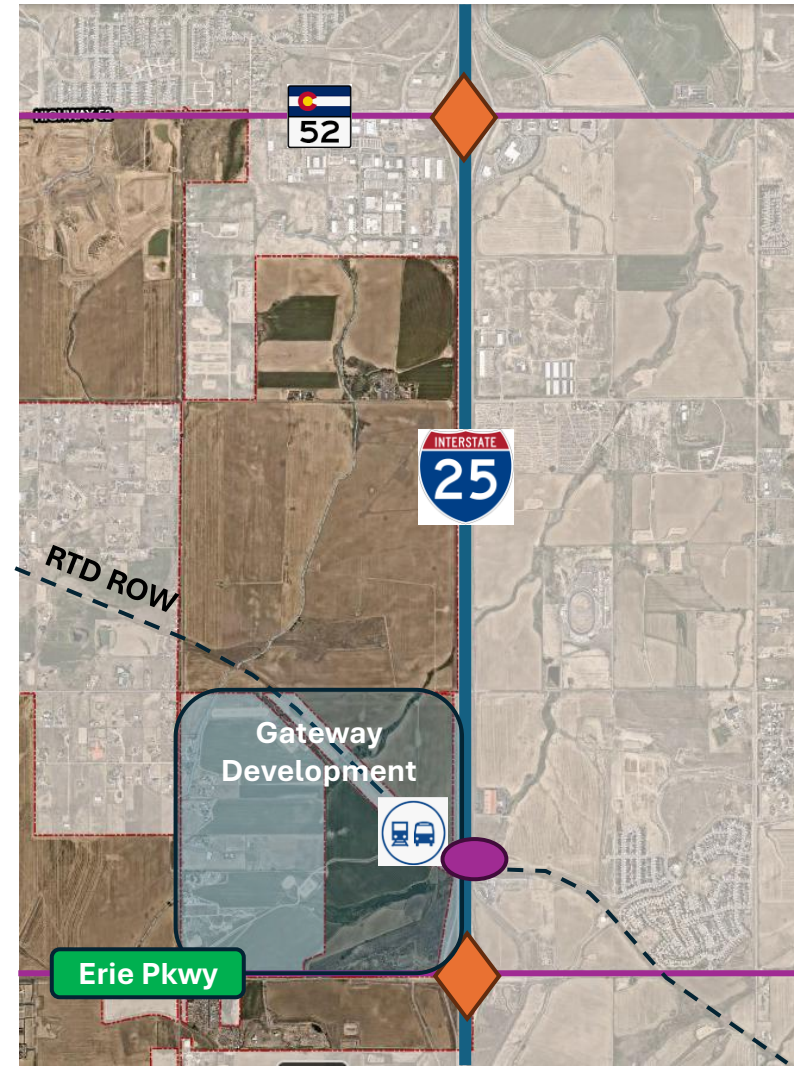 HIGHWAY 52
52
INTERSTATE
25
RTD ROW
Gateway
Development
Erie Pkwy